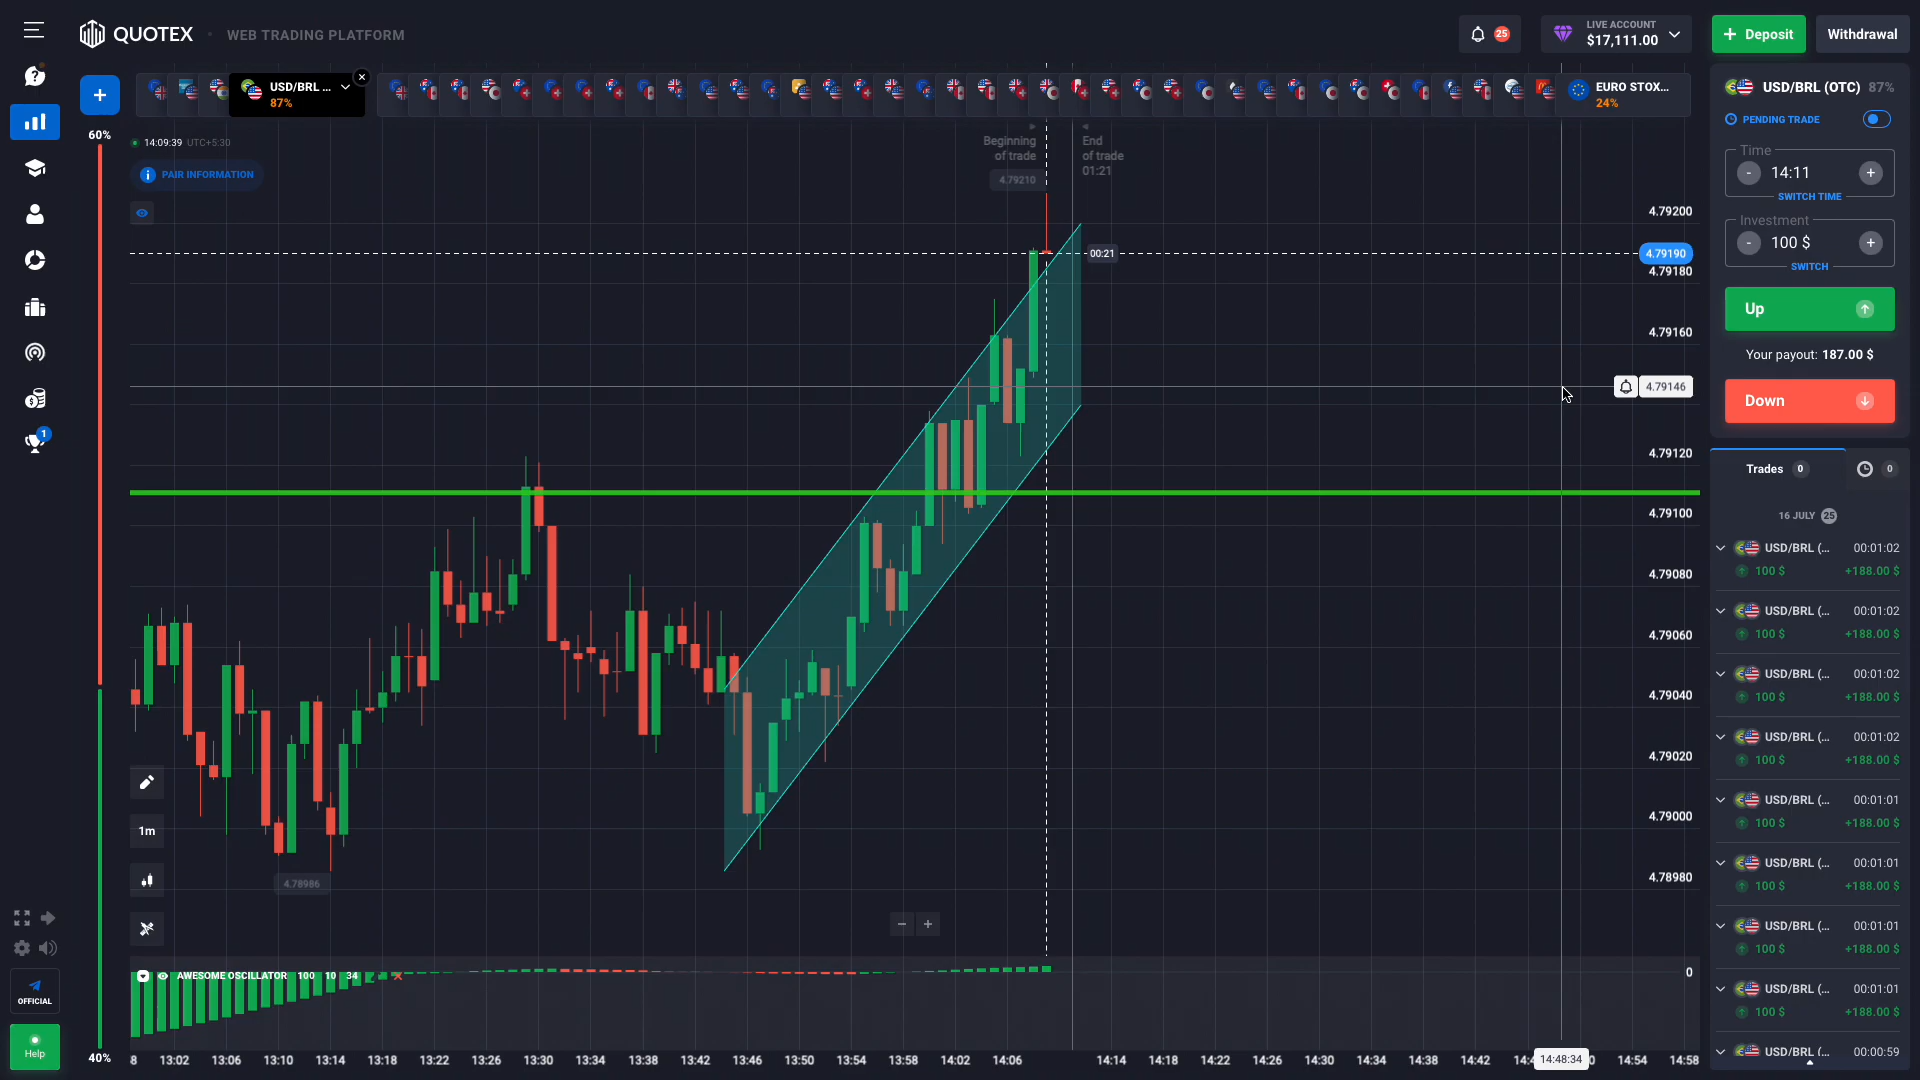 QUOTEX
WEB TRADING PLATFORM
25
LIVE ACCOUNT
$17,111.00
Deposit
Withdrawal
USD/BRL ...
87%
EURO STOX...
24%
60%
14:09:39 UTC+5:30
PAIR INFORMATION
Beginning
of trade
4.79210
End
of trade
01:21
00:21
4.79200
4.79190
4.79180
4.79160
4.79146
4.79120
4.79100
4.79080
4.79060
4.79040
4.79020
4.79000
4.78980
4.78986
1m
1
AWESOME OSCILLATOR 100 10 34
0
40%
8 13:02 13:06 13:10 13:14 13:18 13:22 13:26 13:30 13:34 13:38 13:42 13:46 13:50 13:54 13:58 14:02 14:06 14:14 14:18 14:22 14:26 14:30 14:34 14:38 14:42 14:48:34 14:54 14:58
OFFICIAL
Help
USD/BRL (OTC) 87%
PENDING TRADE
Time
- 14:11 +
SWITCH TIME
Investment
- 100 $ +
SWITCH
Up
Your payout: 187.00 $
Down
Trades 0
0
16 JULY 25
USD/BRL (... 00:01:02
100 $ +188.00 $
USD/BRL (... 00:01:02
100 $ +188.00 $
USD/BRL (... 00:01:02
100 $ +188.00 $
USD/BRL (... 00:01:02
100 $ +188.00 $
USD/BRL (... 00:01:01
100 $ +188.00 $
USD/BRL (... 00:01:01
100 $ +188.00 $
USD/BRL (... 00:01:01
100 $ +188.00 $
USD/BRL (... 00:01:01
100 $ +188.00 $
USD/BRL (... 00:00:59